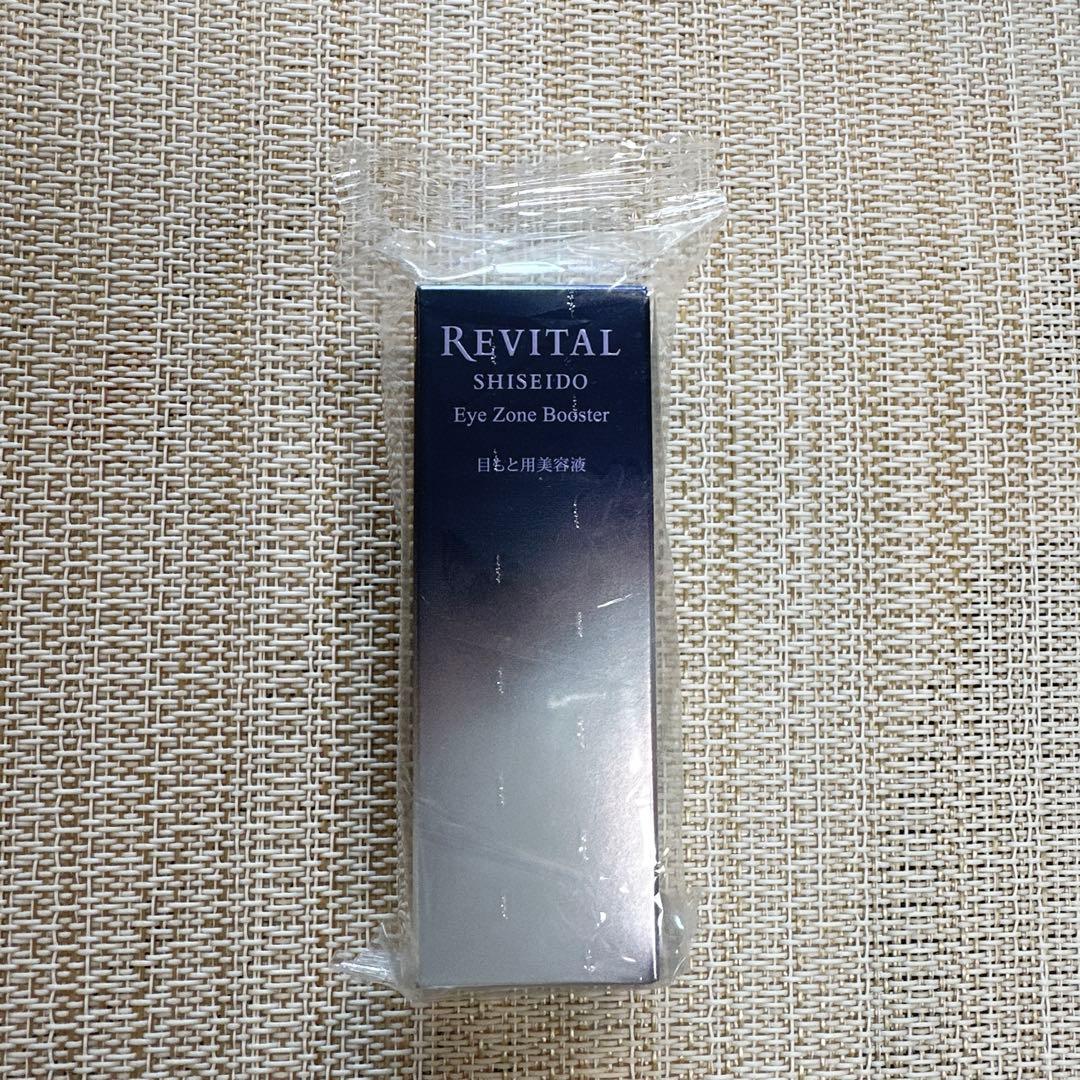 REVITAL
SHISEIDO
Eye Zone Booster
目もと用美容液